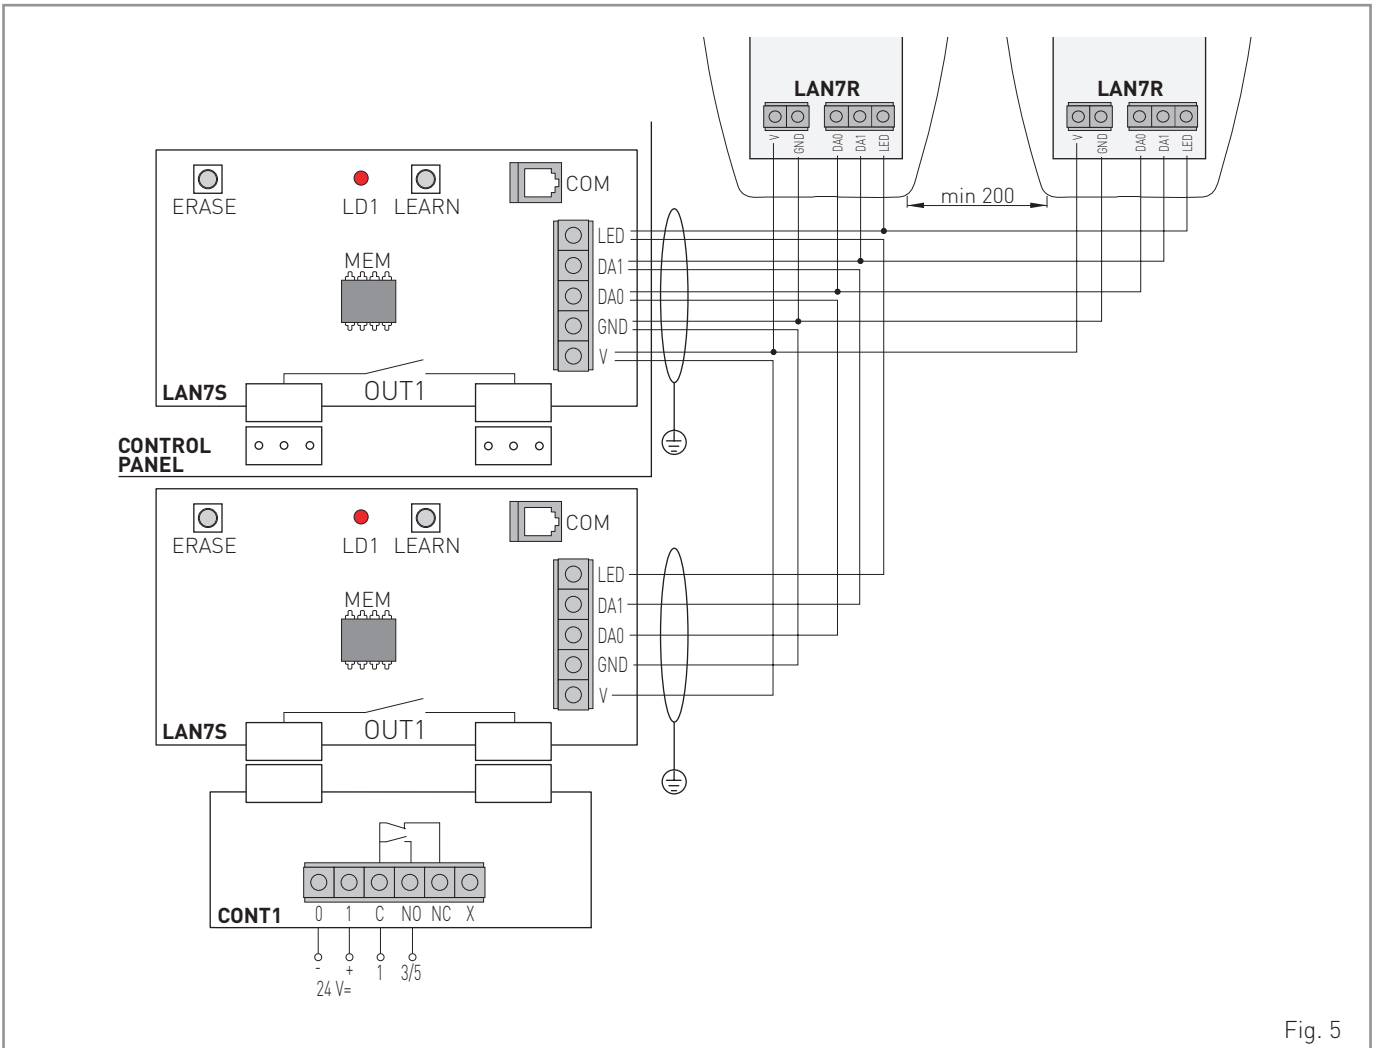 LAN7R
V GND DA0 DA1 LED
LAN7R
V GND DA0 DA1 LED
min 200
ERASE
LD1 LEARN
COM
MEM
LED
DA1
DA0
GND
V
LAN7S
OUT1
CONTROL
PANEL
ERASE
LD1 LEARN
COM
MEM
LED
DA1
DA0
GND
V
LAN7S
OUT1
CONT1
0 1 C NO NC X
- + 1 3/5
24 V=
Fig. 5